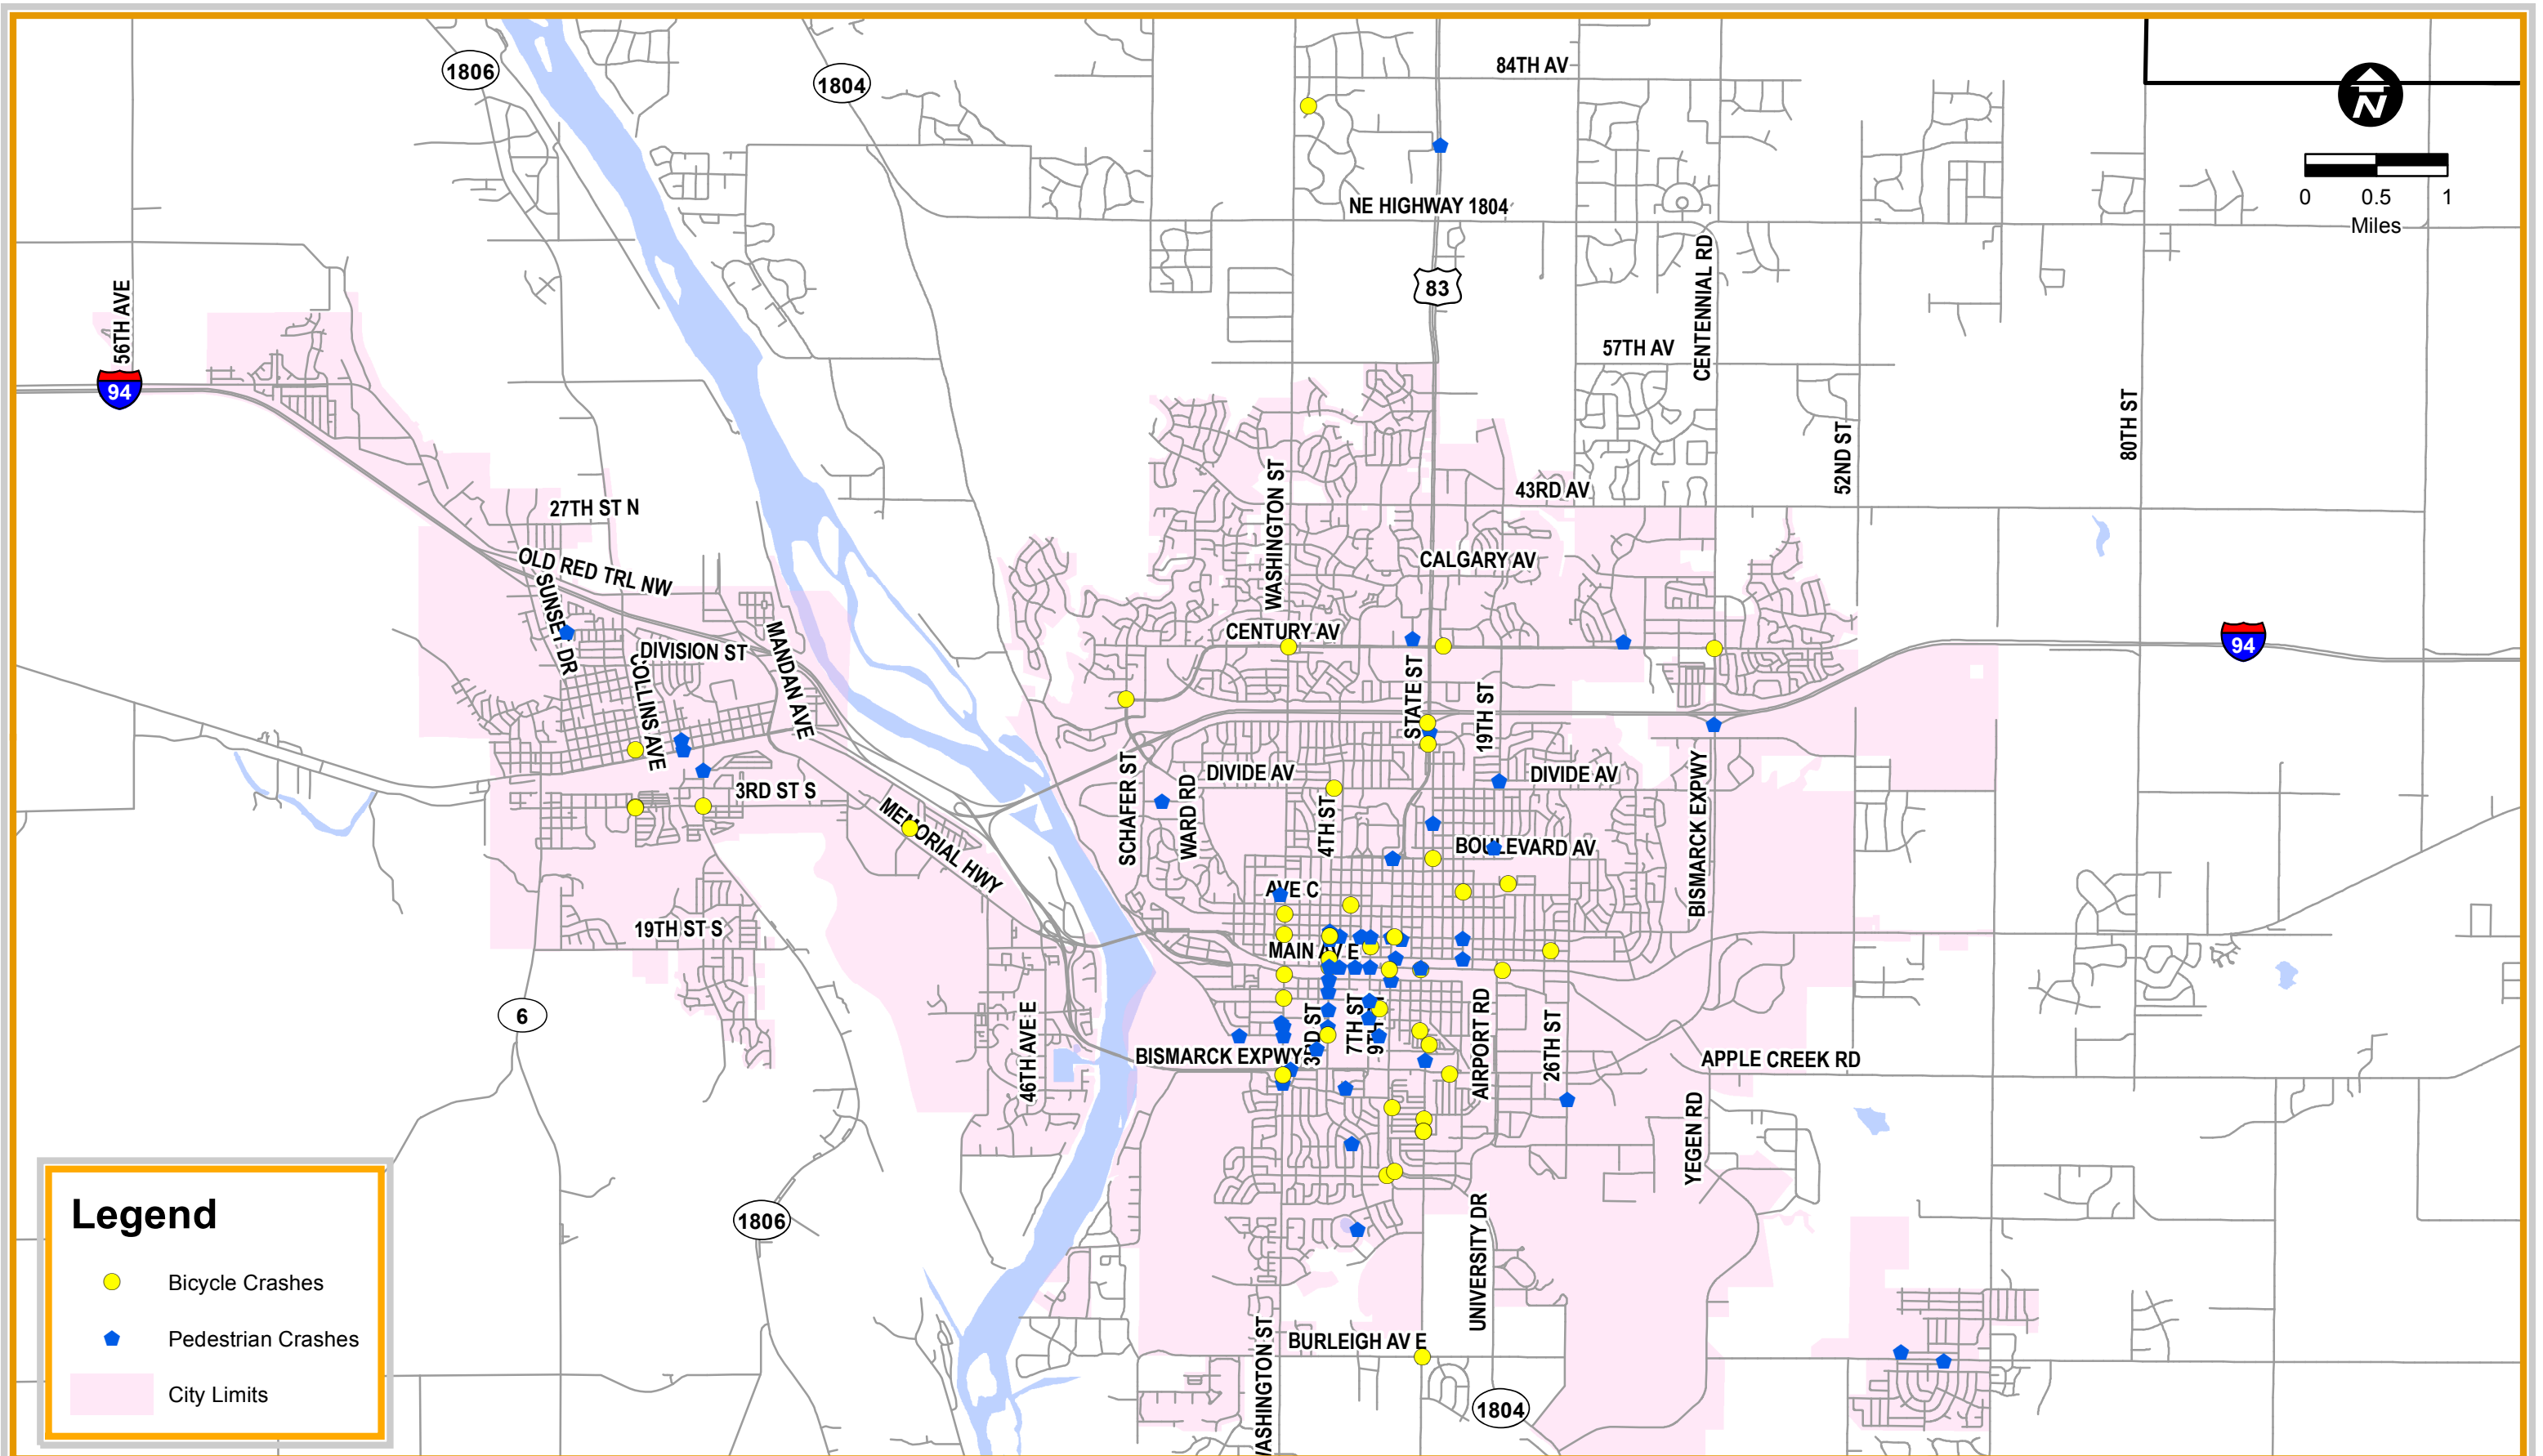 1806
1804
84TH AV
N
0 0.5 1
Miles
NE HIGHWAY 1804
83
CENTENNIAL RD
56TH AVE
94
57TH AV
80TH ST
52ND ST
WASHINGTON ST
43RD AV
27TH ST N
OLD RED TRL NW
CALGARY AV
SUNSET DR
CENTURY AV
94
DIVISION ST
COLLINS AVE
MANDAN AVE
STATE ST
19TH ST
SCHAFER ST
WARD RD
DIVIDE AV
DIVIDE AV
BISMARCK EXPWY
3RD ST S
4TH ST
MEMORIAL HWY
BOULEVARD AV
AVE C
19TH ST S
MAIN AV E
6
46TH AVE E
3RD ST
7TH ST
9TH
AIRPORT RD
26TH ST
BISMARCK EXPWY
APPLE CREEK RD
YEGEN RD
1806
UNIVERSITY DR
WASHINGTON ST
BURLEIGH AV E
1804
Legend
Bicycle Crashes
Pedestrian Crashes
City Limits